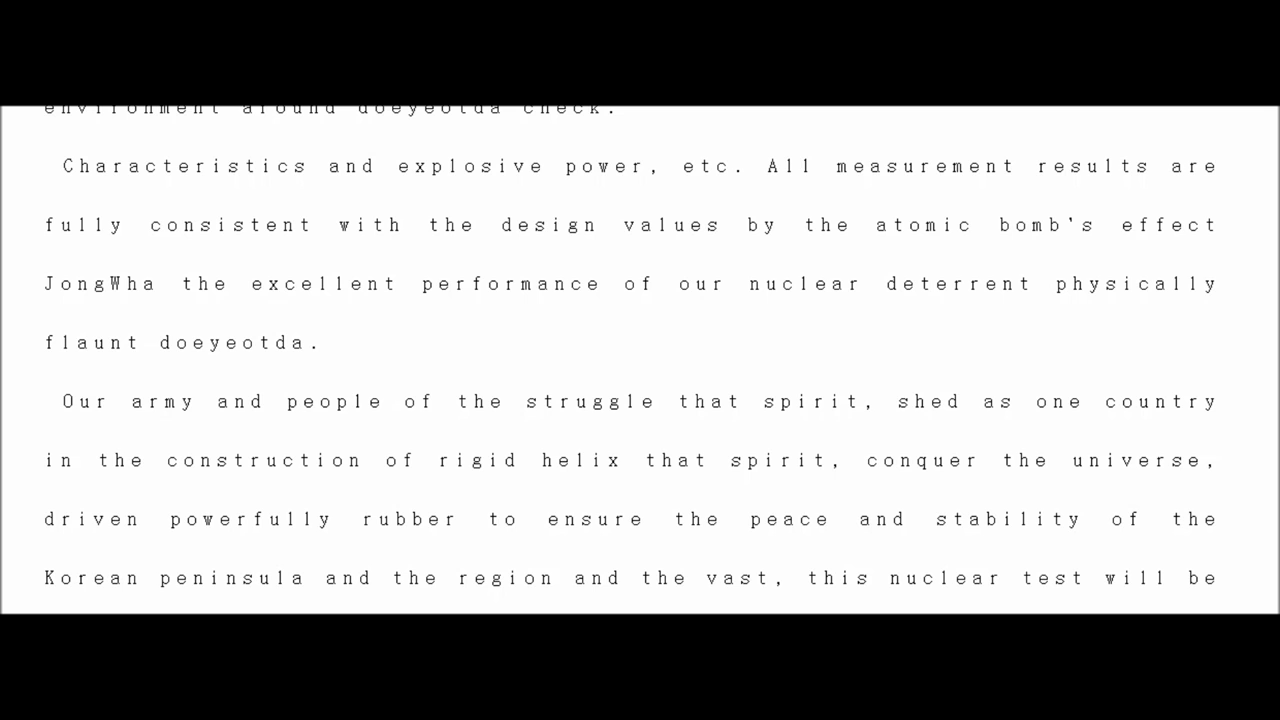 environment around doeyeotda check.
Characteristics and explosive power, etc. All measurement results are
fully consistent with the design values by the atomic bomb's effect
JongWha the excellent performance of our nuclear deterrent physically
flaunt doeyeotda.
Our army and people of the struggle that spirit, shed as one country
in the construction of rigid helix that spirit, conquer the universe,
driven powerfully rubber to ensure the peace and stability of the
Korean peninsula and the region and the vast, this nuclear test will be